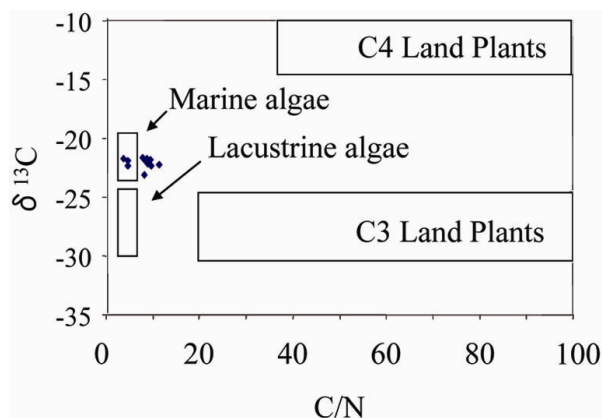 -10
C4 Land Plants
-15
Marine algae
-20
Lacustrine algae
δ 13C
-25
C3 Land Plants
-30
-35
0 20 40 60 80 100
C/N